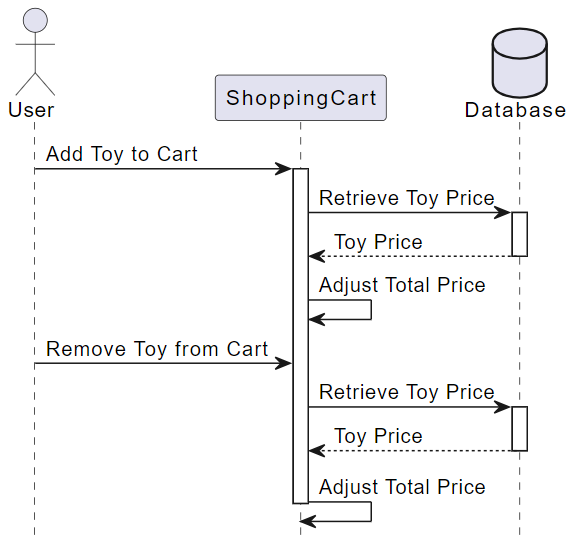 User
ShoppingCart
Database
Add Toy to Cart
Retrieve Toy Price
Toy Price
Adjust Total Price
Remove Toy from Cart
Retrieve Toy Price
Toy Price
Adjust Total Price